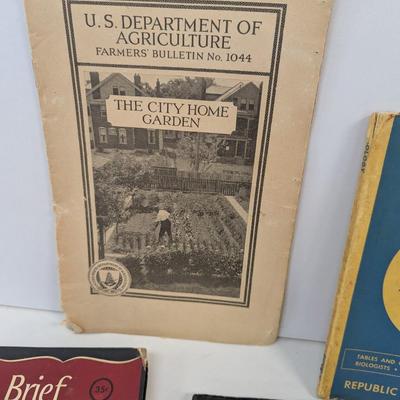 U. S. DEPARTMENT OF
AGRICULTURE
FARMERS' BULLETIN No. 1044
THE CITY HOME
GARDEN
TABLES AND
BIOLOGISTS •
REPUBLIC
Brief
35¢